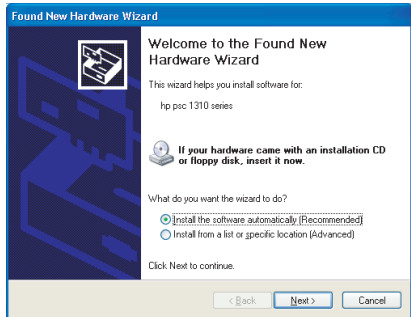 Found New Hardware Wizard
Welcome to the Found New
Hardware Wizard
This wizard helps you install software for:
hp psc 1310 series
If your hardware came with an installation CD
or floppy disk, insert it now.
What do you want the wizard to do?
Install the software automatically (Recommended)
Install from a list or specific location (Advanced)
Click Next to continue.
< Back Next > Cancel